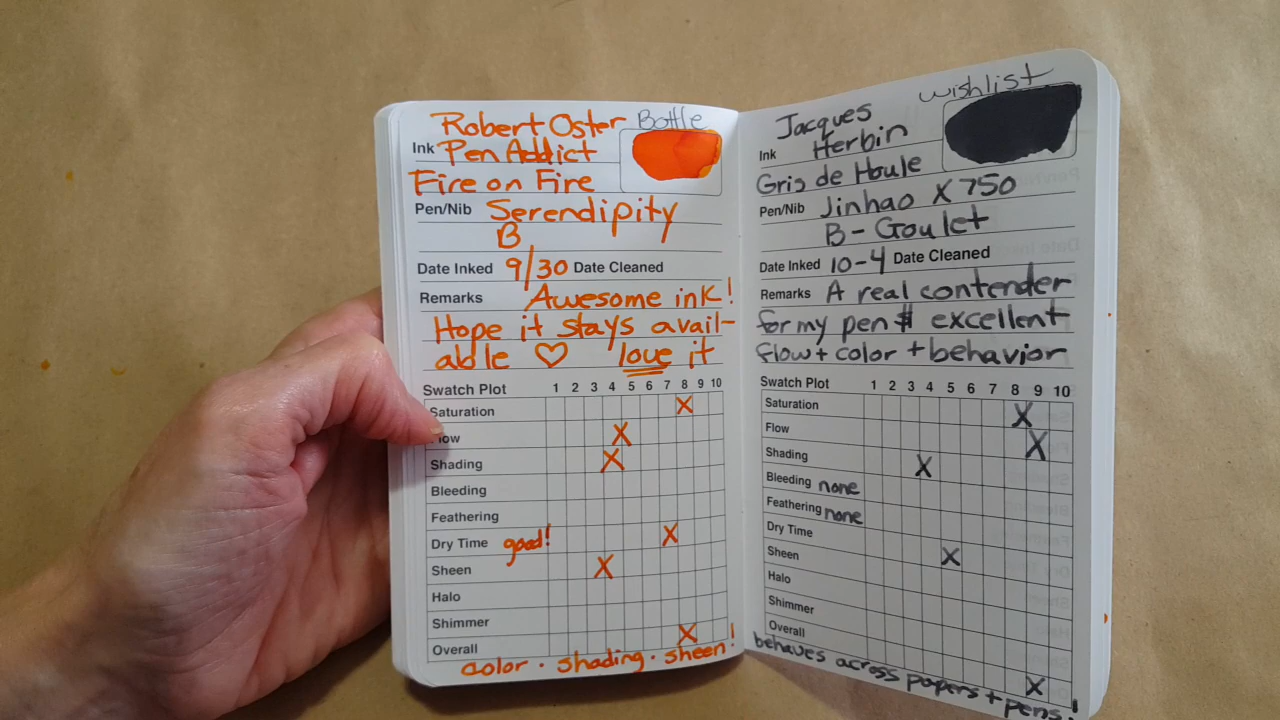 Robert Oster Bottle
Ink Pen Addict
Fire on Fire
Pen/Nib Serendipity
B
Date Inked 9/30 Date Cleaned
Remarks Awesome ink!
Hope it stays avail-
able ♡ love it
Swatch Plot 1 2 3 4 5 6 7 8 9 10
Saturation X
Flow X
Shading X
Bleeding
Feathering
Dry Time good! X
Sheen X
Halo
Shimmer
Overall X
color · shading · sheen!
wishlist
Jacques
Ink Herbin
Gris de Houle
Pen/Nib Jinhao X750
B - Goulet
Date Inked 10-4 Date Cleaned
Remarks A real contender
for my pen $ excellent
flow + color + behavior
Swatch Plot 1 2 3 4 5 6 7 8 9 10
Saturation X
Flow X
Shading X
Bleeding none
Feathering none
Dry Time
Sheen X
Halo
Shimmer
Overall X
behaves across papers + pens!